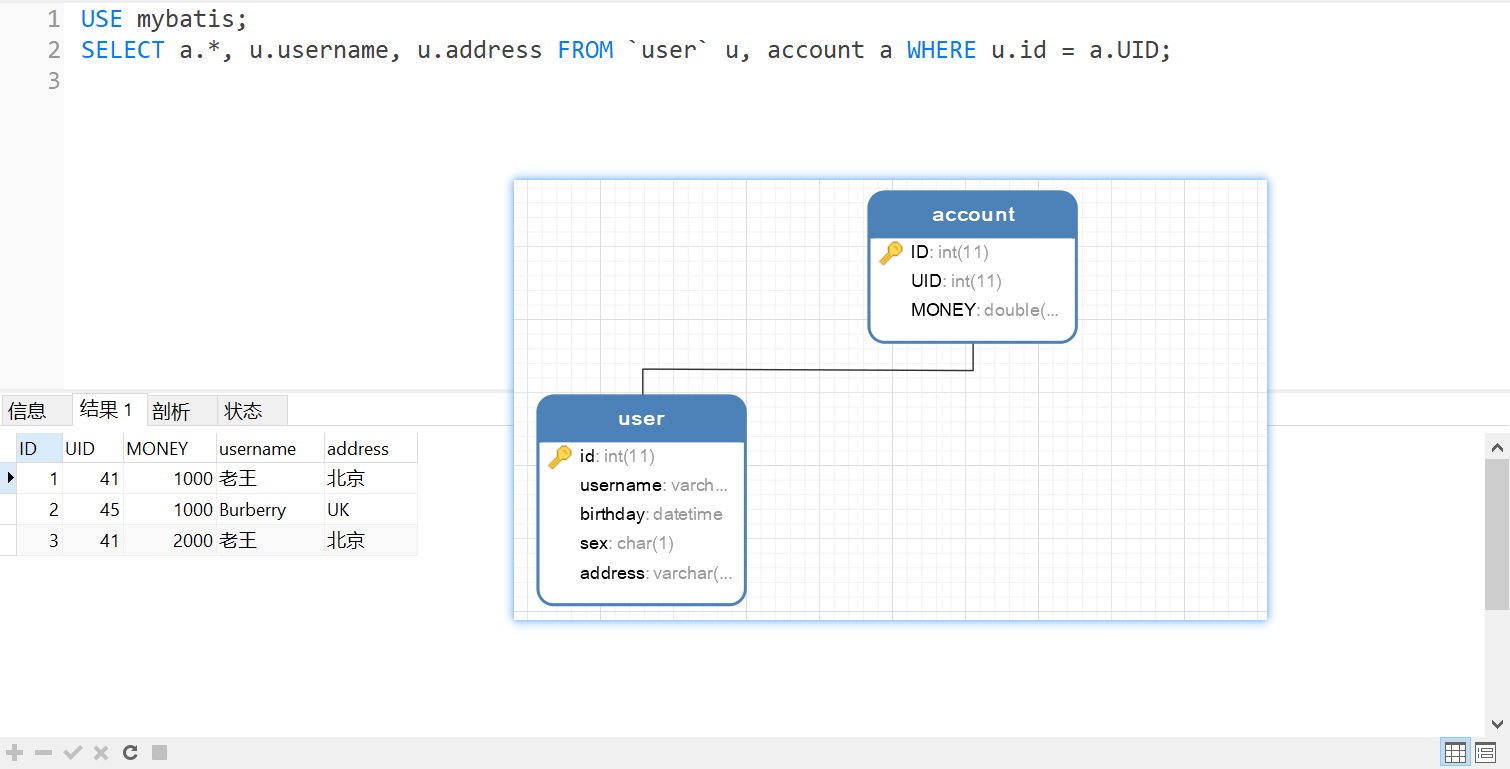 1 USE mybatis;
2 SELECT a.*, u.username, u.address FROM `user` u, account a WHERE u.id = a.UID;
3
account
ID: int(11)
UID: int(11)
MONEY: double(...
user
id: int(11)
username: varch...
birthday: datetime
sex: char(1)
address: varchar(...
信息 结果 1 剖析 状态
ID UID MONEY username address
1 41 1000 老王 北京
2 45 1000 Burberry UK
3 41 2000 老王 北京